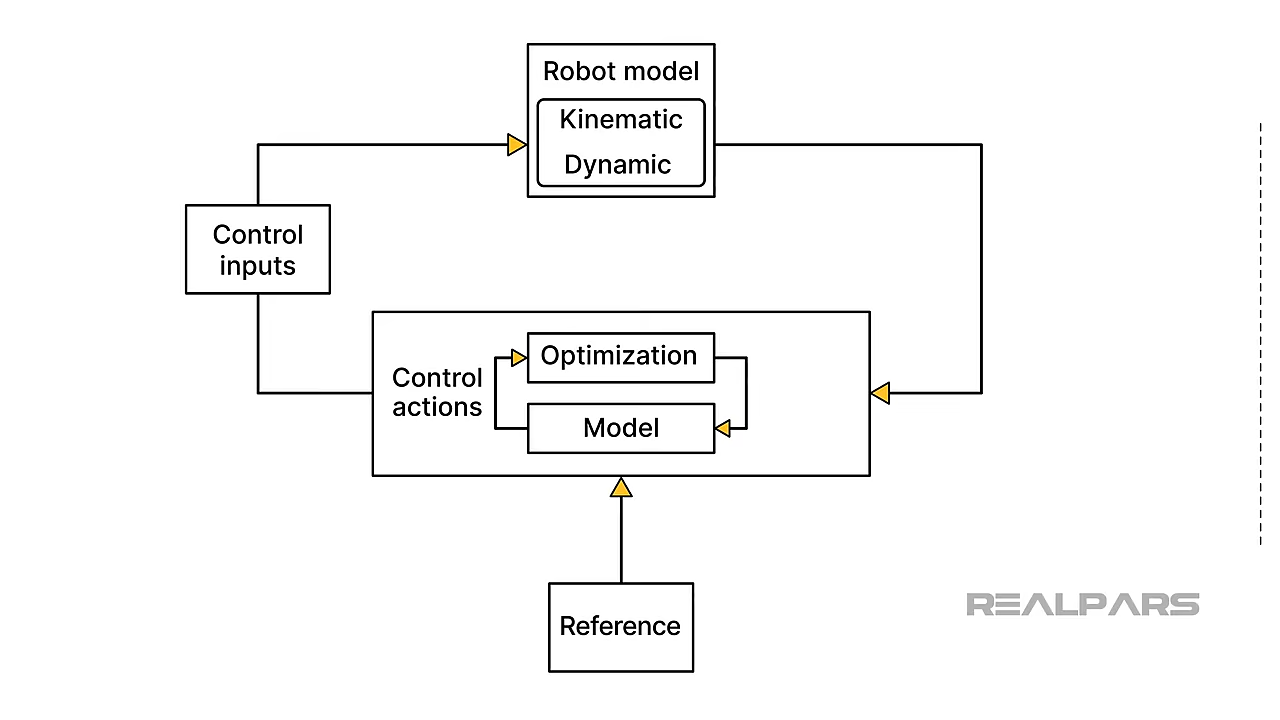 Robot model
Kinematic
Dynamic
Control
inputs
Control
actions
Optimization
Model
Reference
REALPARS